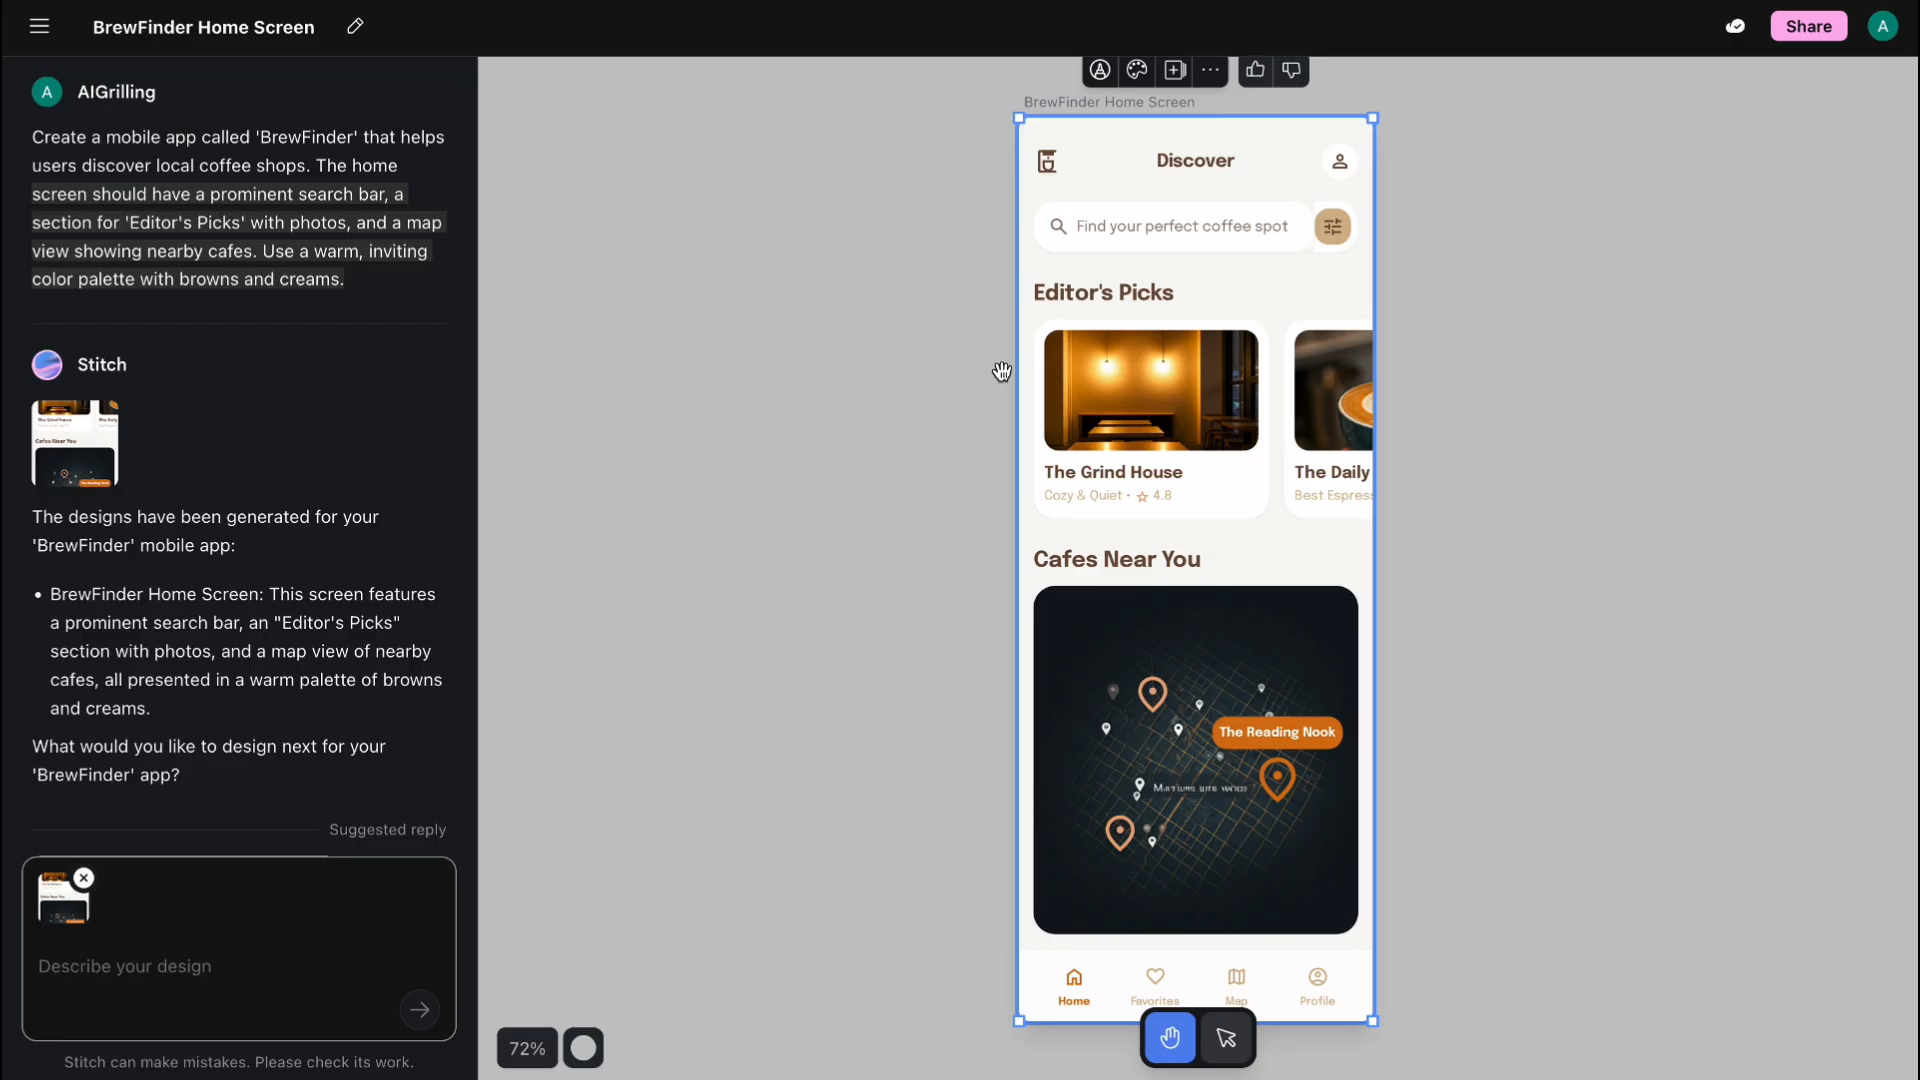 BrewFinder Home Screen
Share
A
A
AIGrilling
Create a mobile app called 'BrewFinder' that helps
users discover local coffee shops. The home
screen should have a prominent search bar, a
section for 'Editor's Picks' with photos, and a map
view showing nearby cafes. Use a warm, inviting
color palette with browns and creams.
Stitch
The designs have been generated for your
'BrewFinder' mobile app:
• BrewFinder Home Screen: This screen features
a prominent search bar, an "Editor's Picks"
section with photos, and a map view of nearby
cafes, all presented in a warm palette of browns
and creams.
What would you like to design next for your
'BrewFinder' app?
Suggested reply
Describe your design
Stitch can make mistakes. Please check its work.
72%
BrewFinder Home Screen
Discover
Find your perfect coffee spot
Editor's Picks
The Grind House
Cozy & Quiet • ☆ 4.8
The Daily
Best Espress
Cafes Near You
The Reading Nook
Home
Favorites
Map
Profile